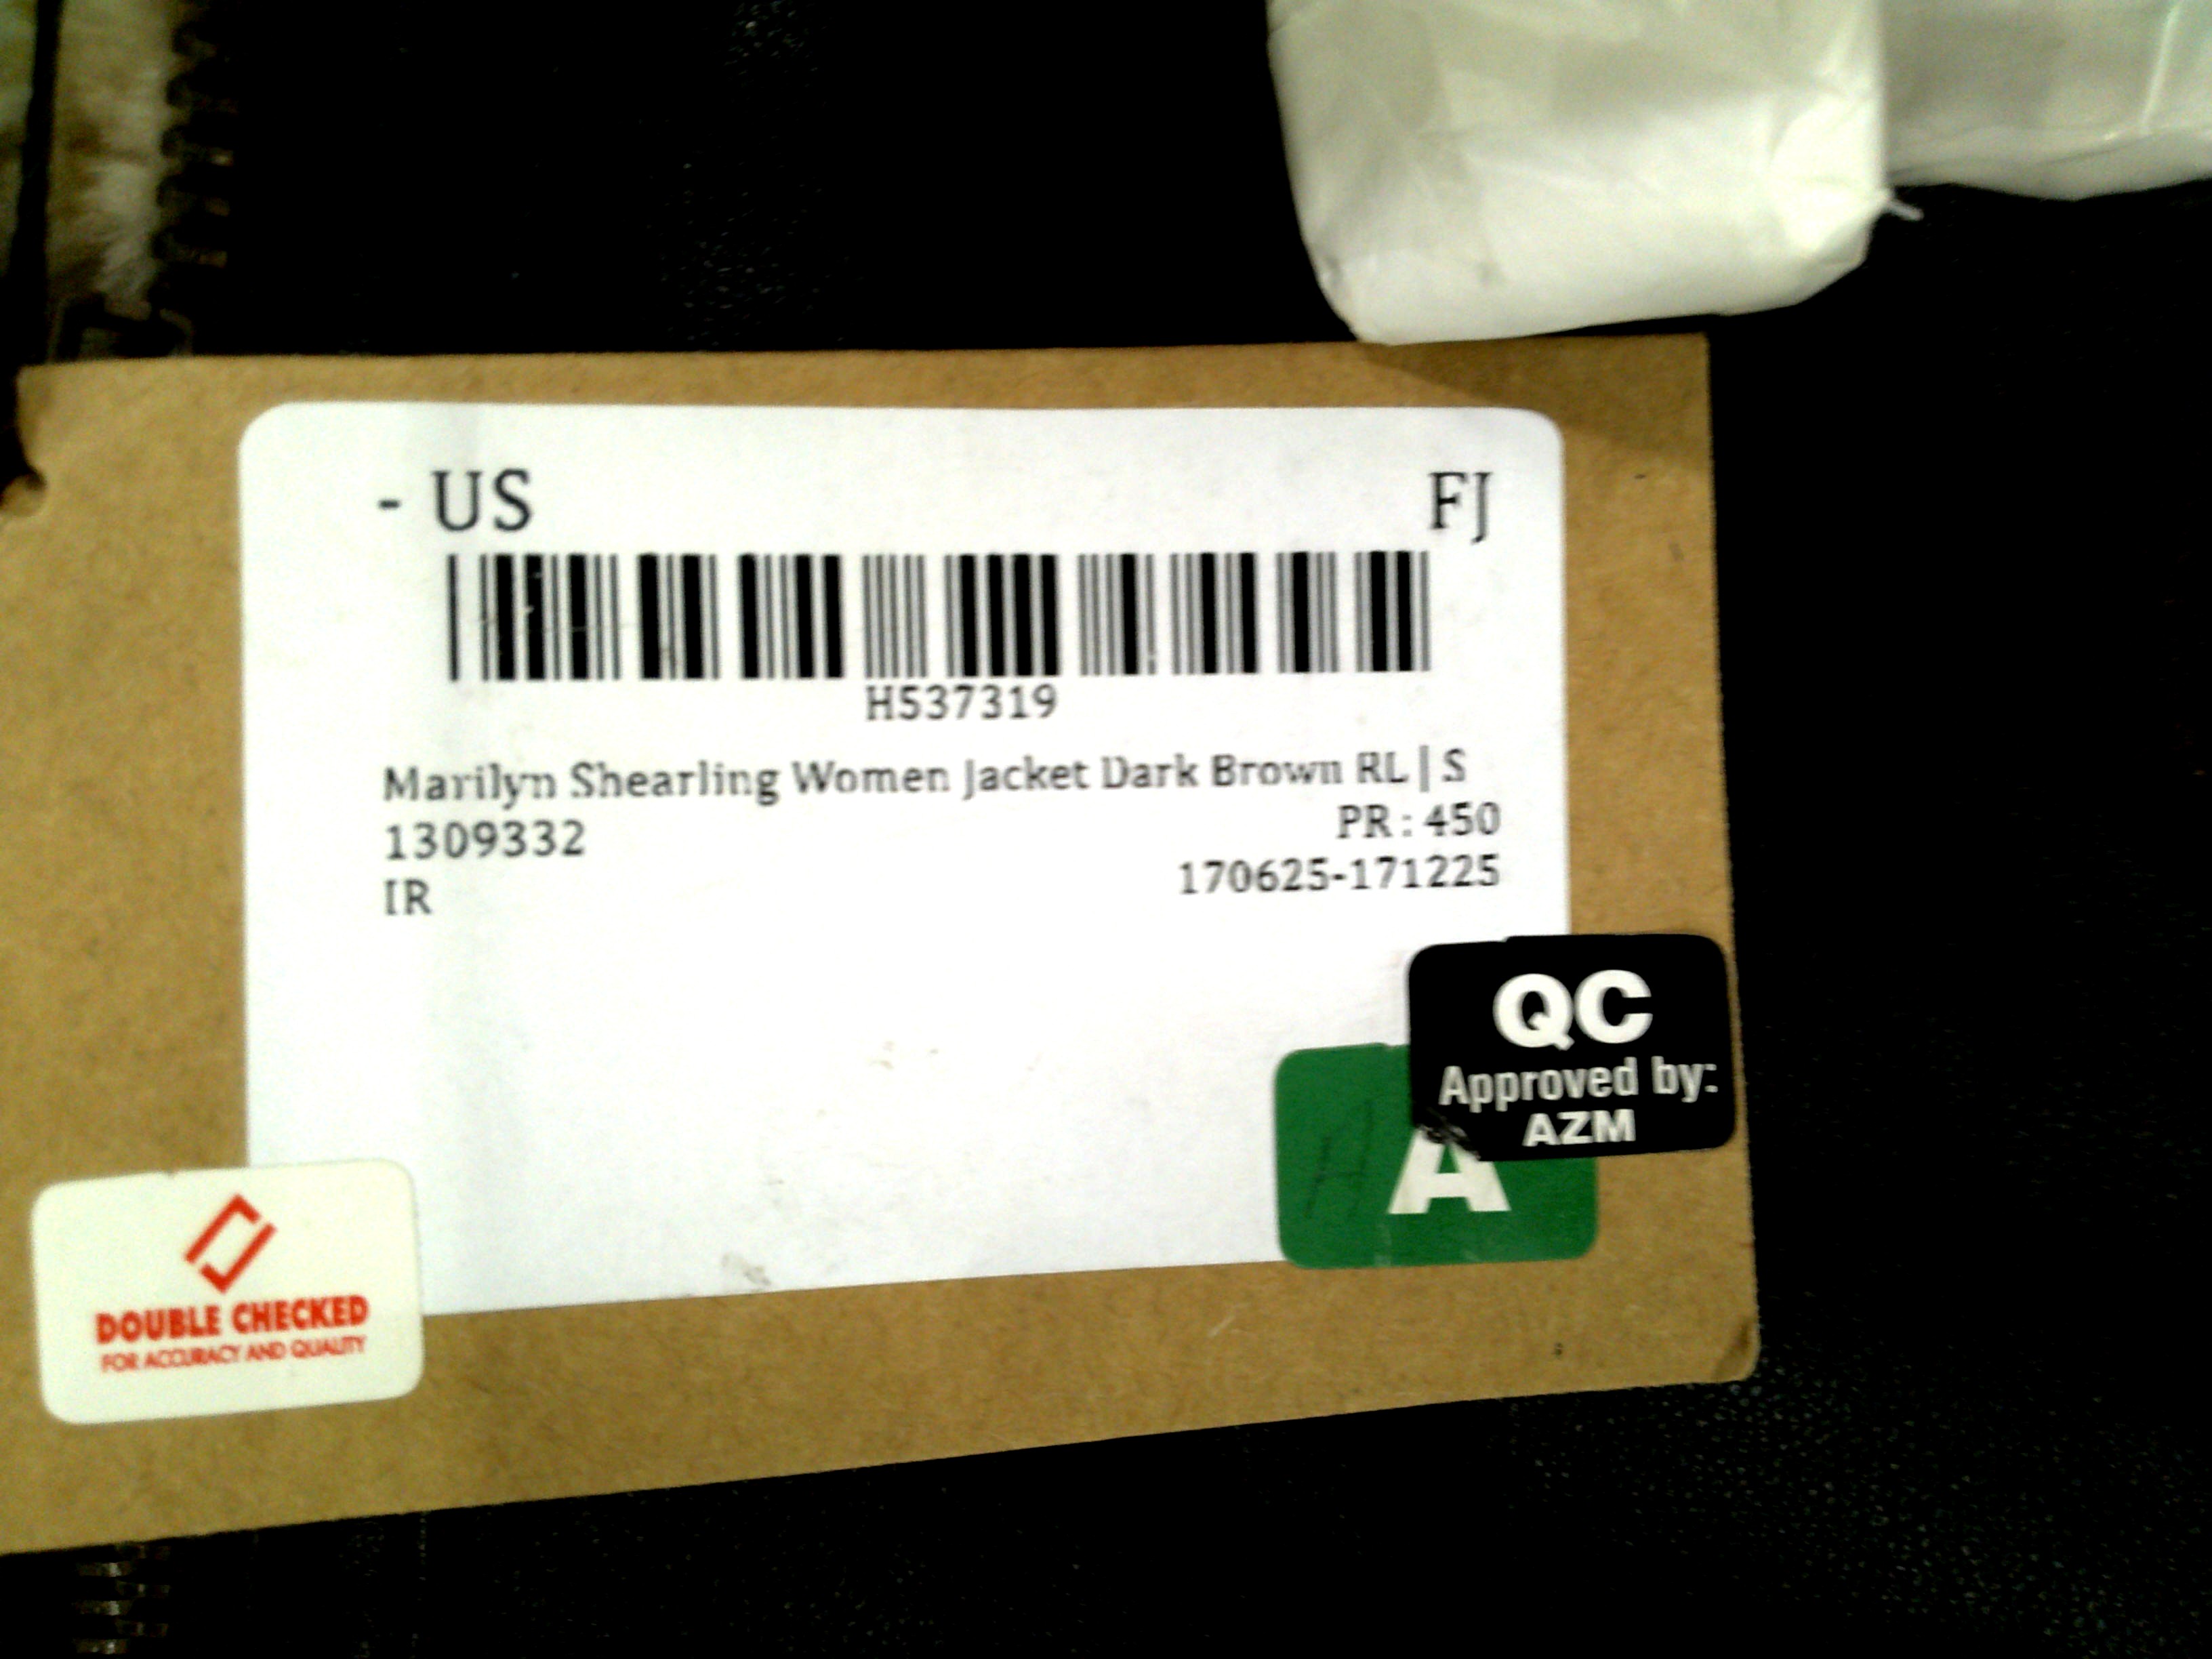 - US FJ
H537319
Marilyn Shearling Women Jacket Dark Brown RL | S
1309332 PR : 450
IR 170625-171225
QC
Approved by:
AZM
A
H
DOUBLE CHECKED
FOR ACCURACY AND QUALITY